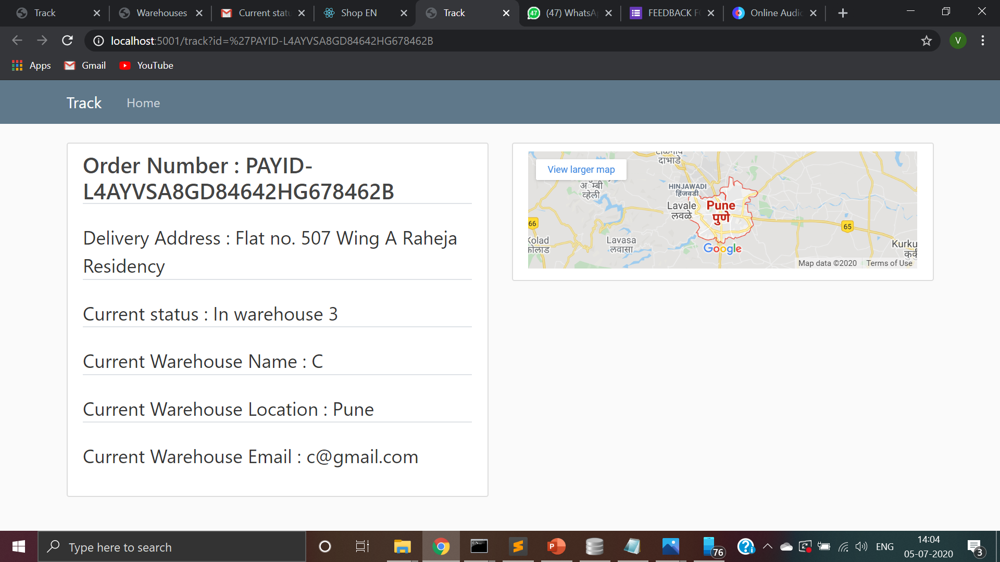 Track
Warehouses
Current statu
Shop EN
Track
(47) WhatsA
FEEDBACK F
Online Audi
localhost:5001/track?id=%27PAYID-L4AYVSA8GD84642HG678462B
V
Apps
Gmail
YouTube
Track
Home
Order Number : PAYID-
L4AYVSA8GD84642HG678462B
Delivery Address : Flat no. 507 Wing A Raheja
Residency
Current status : In warehouse 3
Current Warehouse Name : C
Current Warehouse Location : Pune
Current Warehouse Email : c@gmail.com
View larger map
दाभाडे
HINJAWADI
हिंजवडी
Lavale
लवळे
Pune
पुणे
66
65
Kolad
Lavasa
लवासा
Kurku
Google
Map data ©2020
Terms of Use
Type here to search
76
ENG
14:04
05-07-2020
3